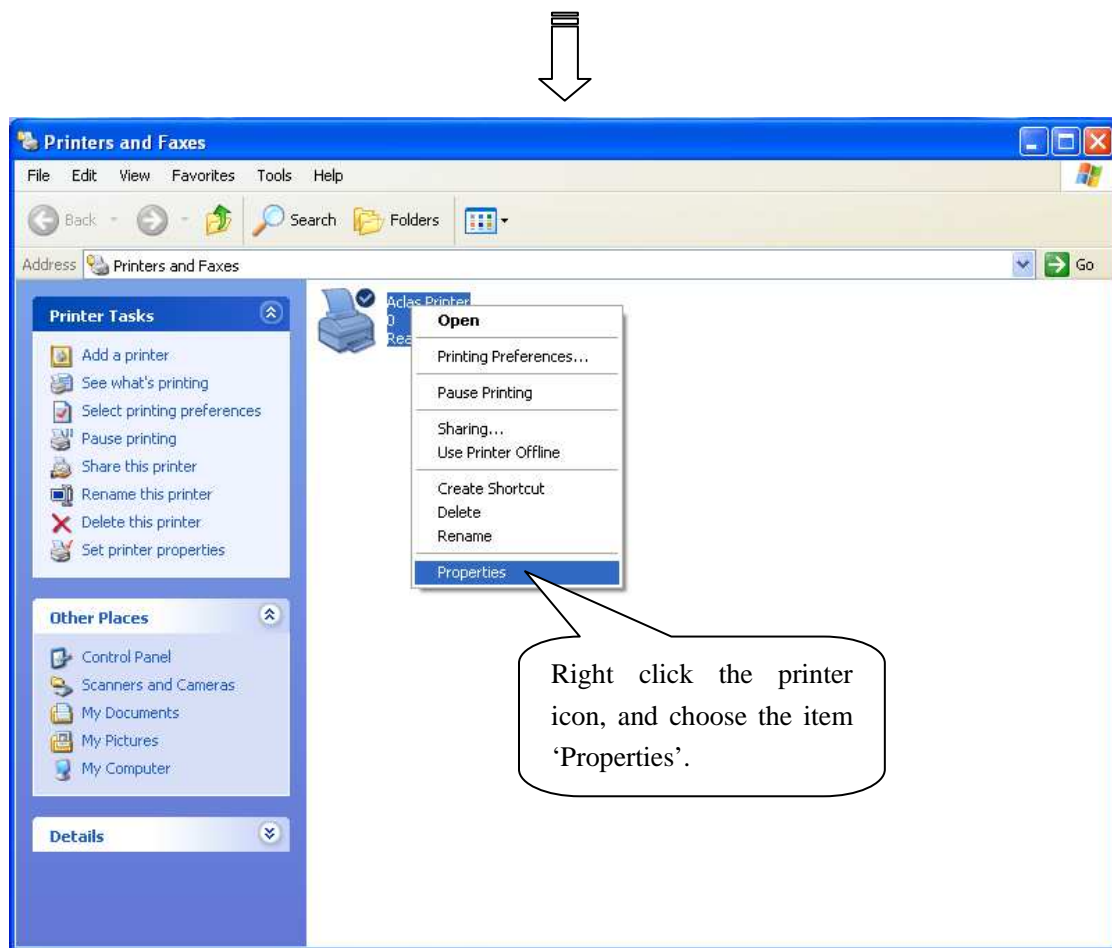 Printers and Faxes
File Edit View Favorites Tools Help
Back Search Folders
Address Printers and Faxes Go
Printer Tasks
Add a printer
See what's printing
Select printing preferences
Pause printing
Share this printer
Rename this printer
Delete this printer
Set printer properties
Other Places
Control Panel
Scanners and Cameras
My Documents
My Pictures
My Computer
Details
Aclas Printer
0
Open
Printing Preferences...
Pause Printing
Sharing...
Use Printer Offline
Create Shortcut
Delete
Rename
Properties
Right click the printer
icon, and choose the item
‘Properties’.